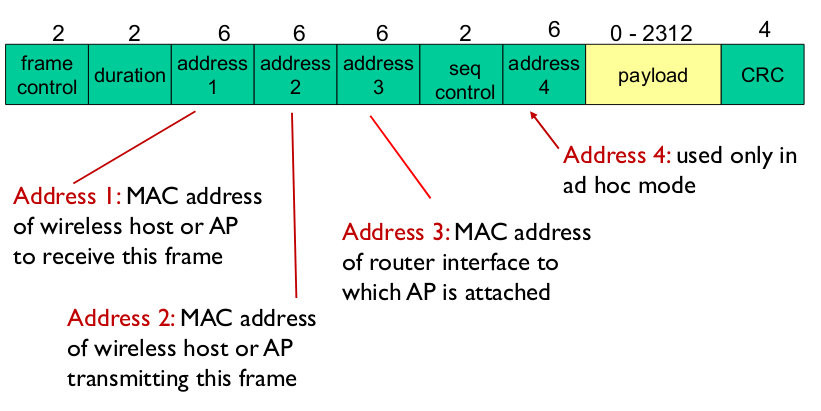 2 2 6 6 6 2 6 0 - 2312 4
frame control duration address 1 address 2 address 3 seq control address 4 payload CRC
Address 1: MAC address
of wireless host or AP
to receive this frame
Address 2: MAC address
of wireless host or AP
transmitting this frame
Address 3: MAC address
of router interface to
which AP is attached
Address 4: used only in
ad hoc mode